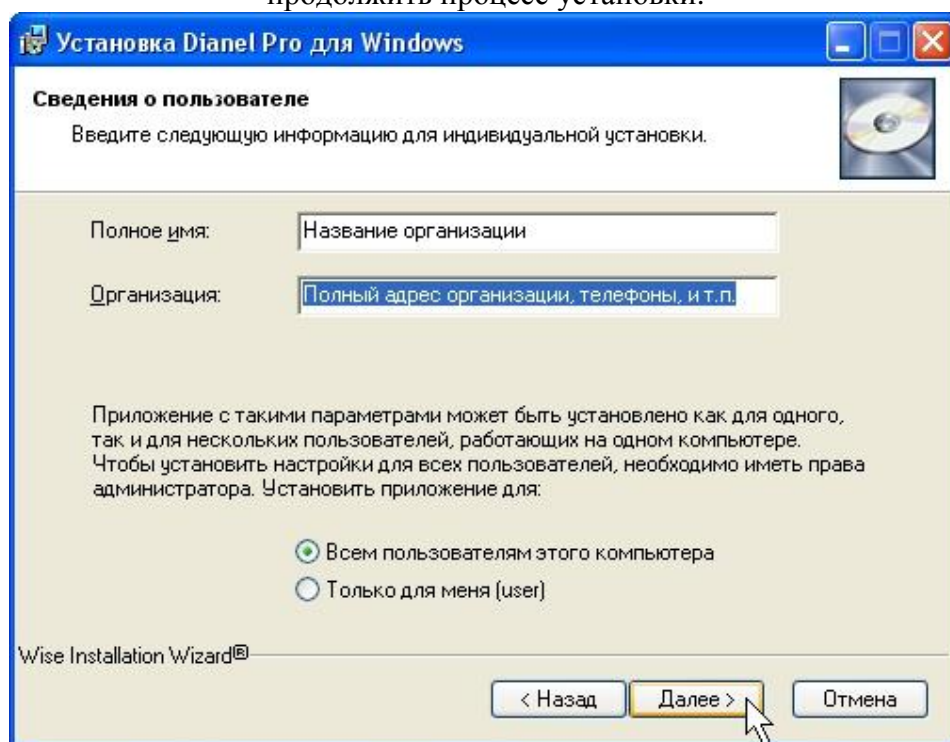 продолжить процесс установки.
Установка Dianel Pro для Windows
Сведения о пользователе
Введите следующую информацию для индивидуальной установки.
Полное имя: Название организации
Организация: Полный адрес организации, телефоны, и т.п.
Приложение с такими параметрами может быть установлено как для одного,
так и для нескольких пользователей, работающих на одном компьютере.
Чтобы установить настройки для всех пользователей, необходимо иметь права
администратора. Установить приложение для:
Всем пользователям этого компьютера
Только для меня (user)
Wise Installation Wizard®
< Назад Далее > Отмена